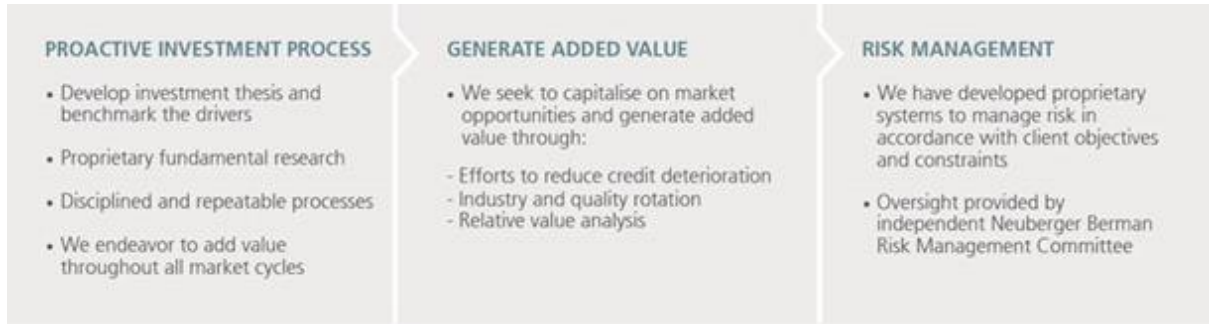 PROACTIVE INVESTMENT PROCESS
• Develop investment thesis and
benchmark the drivers
• Proprietary fundamental research
• Disciplined and repeatable processes
• We endeavor to add value
throughout all market cycles
GENERATE ADDED VALUE
• We seek to capitalise on market
opportunities and generate added
value through:
- Efforts to reduce credit deterioration
- Industry and quality rotation
- Relative value analysis
RISK MANAGEMENT
• We have developed proprietary
systems to manage risk in
accordance with client objectives
and constraints
• Oversight provided by
independent Neuberger Berman
Risk Management Committee